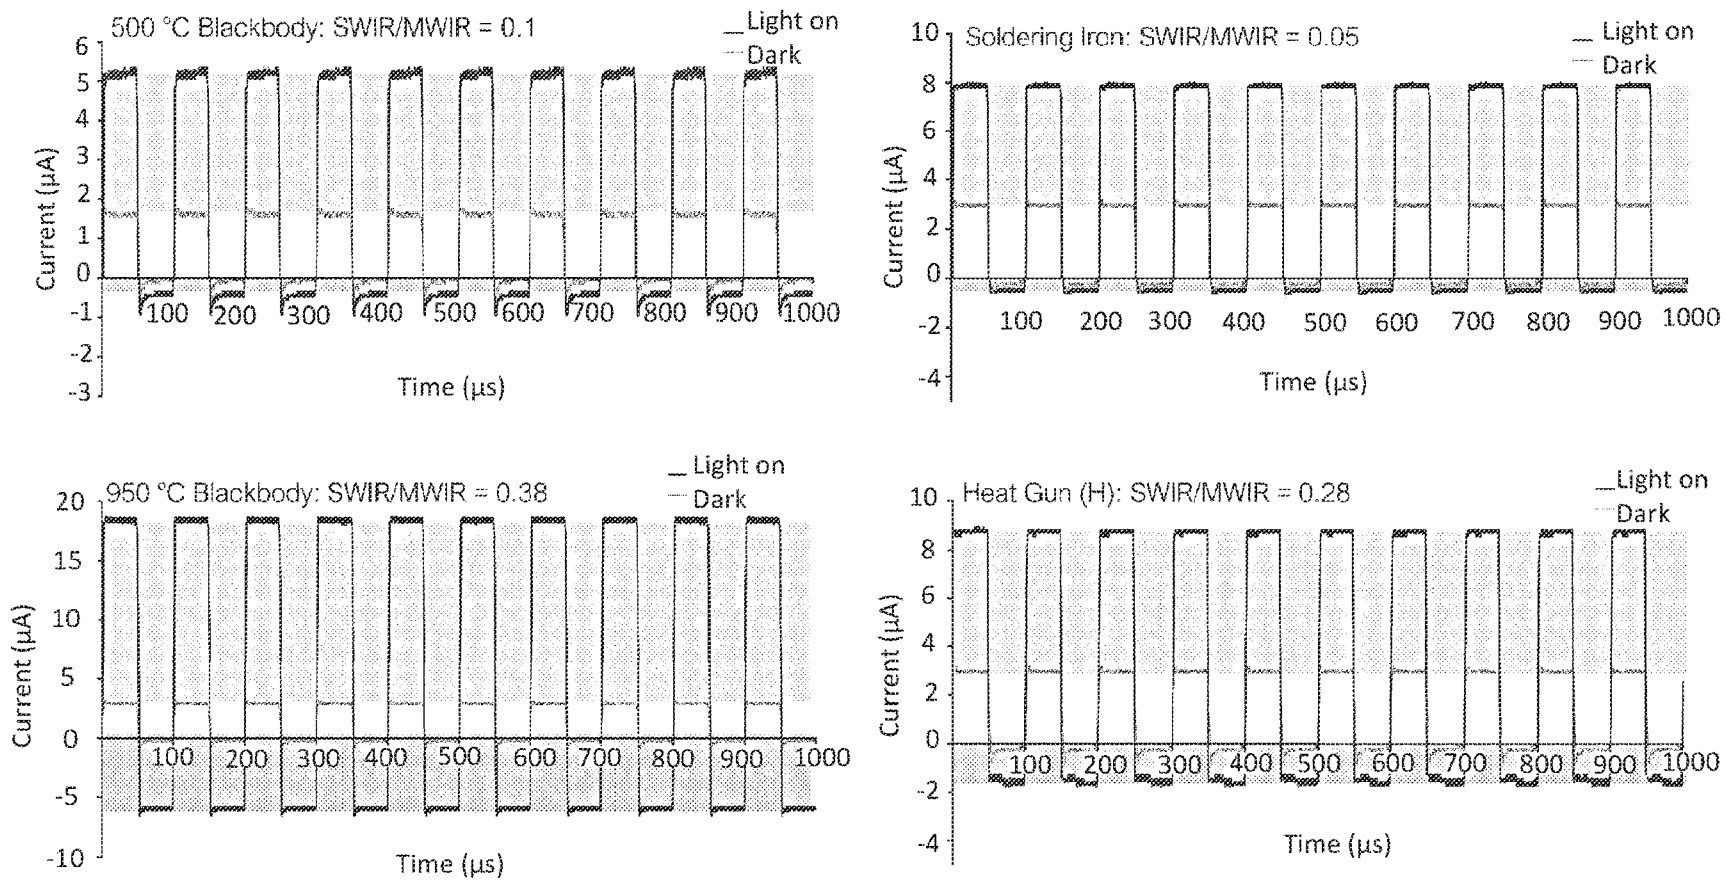 500 °C Blackbody: SWIR/MWIR = 0.1
Light on
Dark
6
5
4
3
2
1
0
-1
-2
-3
Current (µA)
100 200 300 400 500 600 700 800 900 1000
Time (µs)
Soldering Iron: SWIR/MWIR = 0.05
Light on
Dark
10
8
6
4
2
0
-2
-4
Current (µA)
100 200 300 400 500 600 700 800 900 1000
Time (µs)
950 °C Blackbody: SWIR/MWIR = 0.38
Light on
Dark
20
15
10
5
0
-5
-10
Current (µA)
100 200 300 400 500 600 700 800 900 1000
Time (µs)
Heat Gun (H): SWIR/MWIR = 0.28
Light on
Dark
10
8
6
4
2
0
-2
-4
Current (µA)
100 200 300 400 500 600 700 800 900 1000
Time (µs)